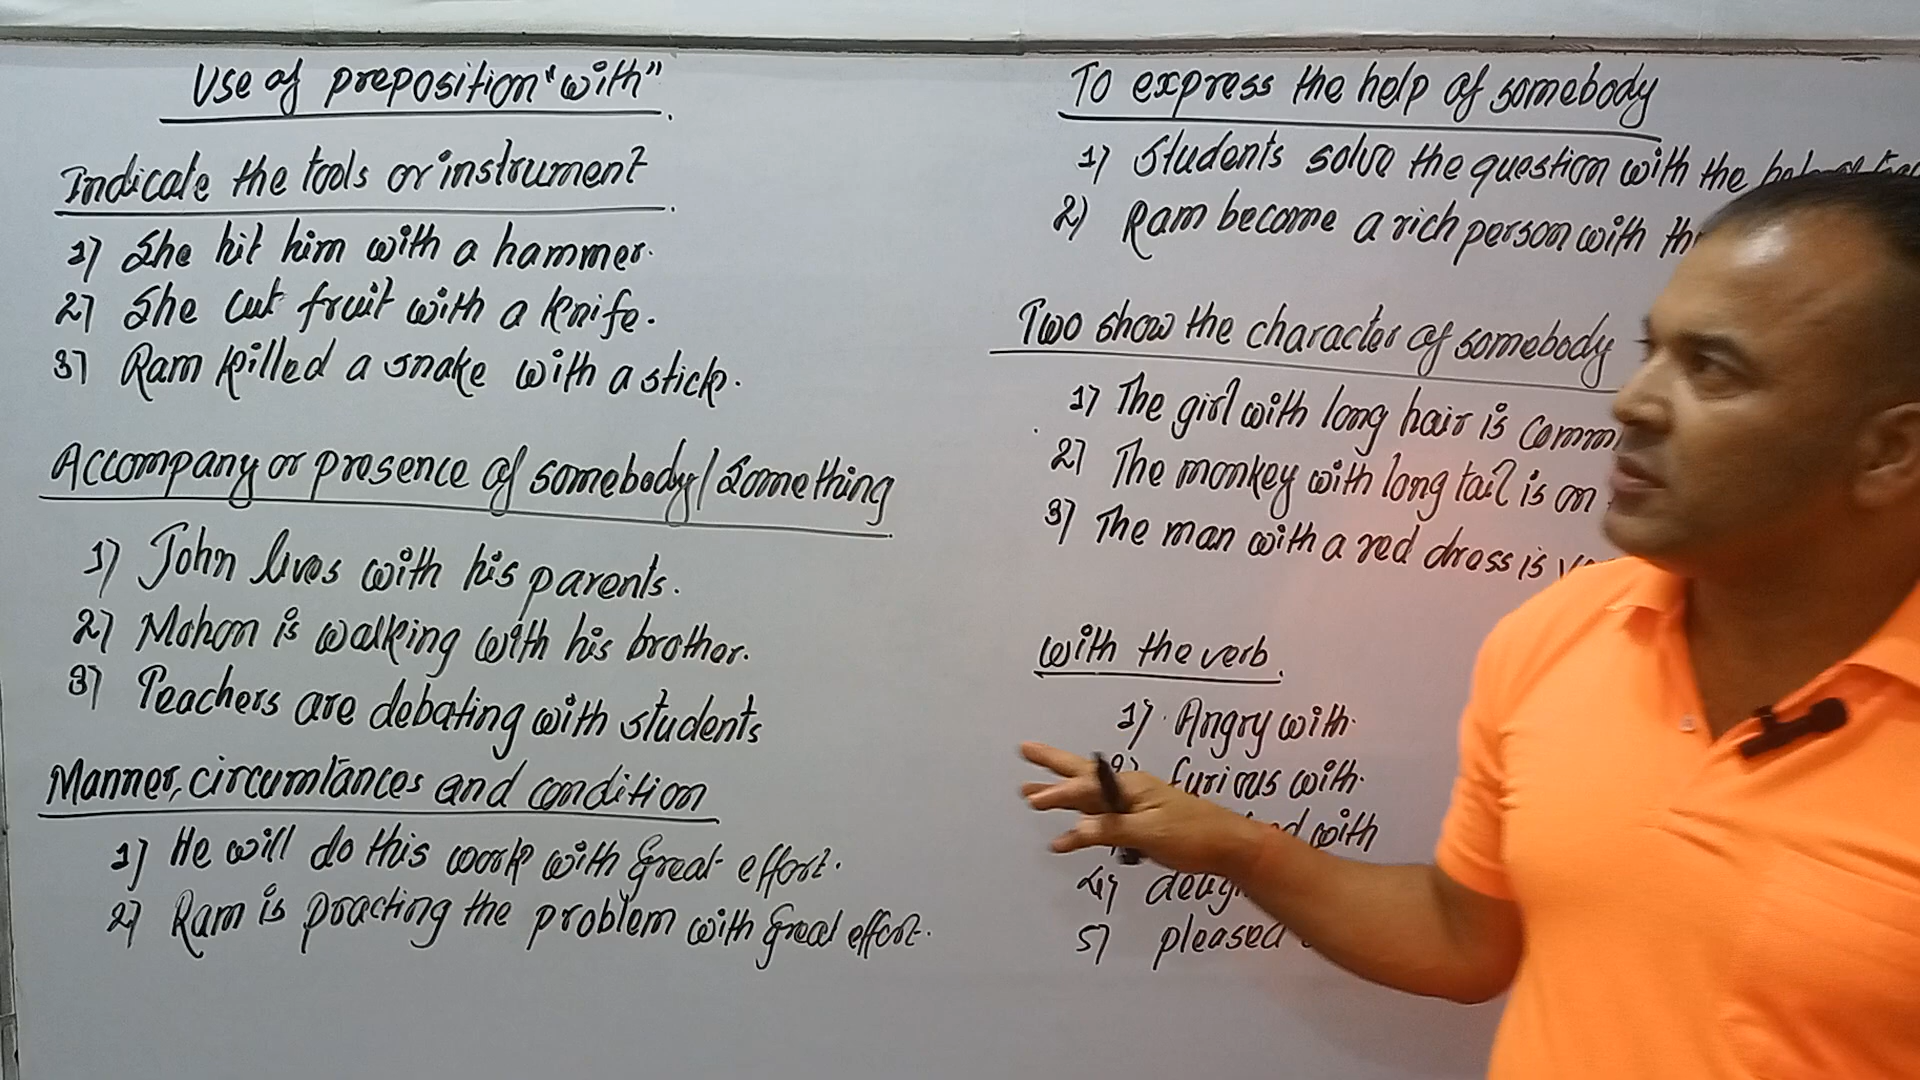 Use of preposition "with"
Indicate the tools or instrument
1) She hit him with a hammer.
2) She cut fruit with a knife.
3) Ram killed a snake with a stick.
Accompany or presence of somebody/Something
1) John lives with his parents.
2) Mohan is walking with his brother.
3) Teachers are debating with students
Manner, circumtances and condition
1) He will do this work with great effort.
2) Ram is practing the problem with great effort.
To express the help of somebody
1) Students solve the question with the
2) Ram become a rich person with
Two show the character of somebody
1) The girl with long hair is
2) The monkey with long tail is on
3) The man with a red dress is
with the verb
1) Angry with
2) furious with
with
4)
5) pleased